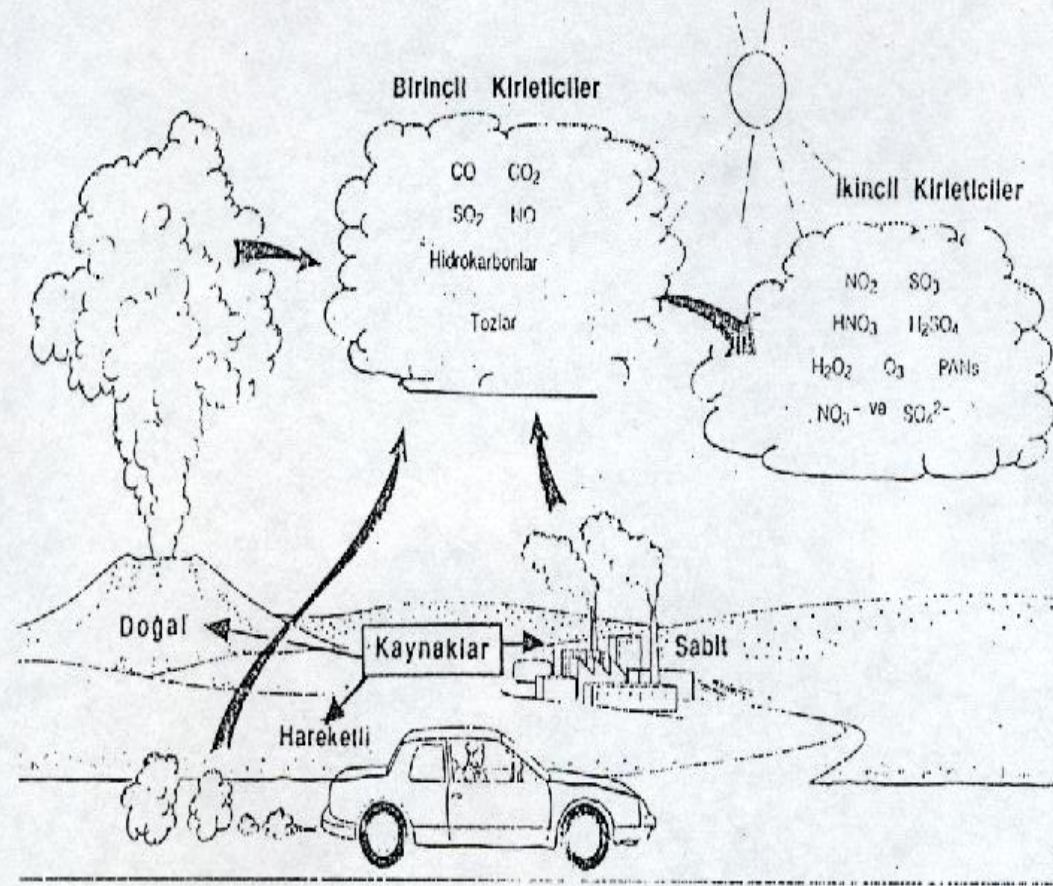 Birincil Kirleticiler
CO CO₂
SO₂ NO
Hidrokarbonlar
Tozlar
İkincil Kirleticiler
NO₂ SO₃
HNO₃ H₂SO₄
H₂O₂ O₃ PANs
NO₃⁻ ve SO₄²⁻
Doğal
Kaynaklar
Sabit
Hareketli